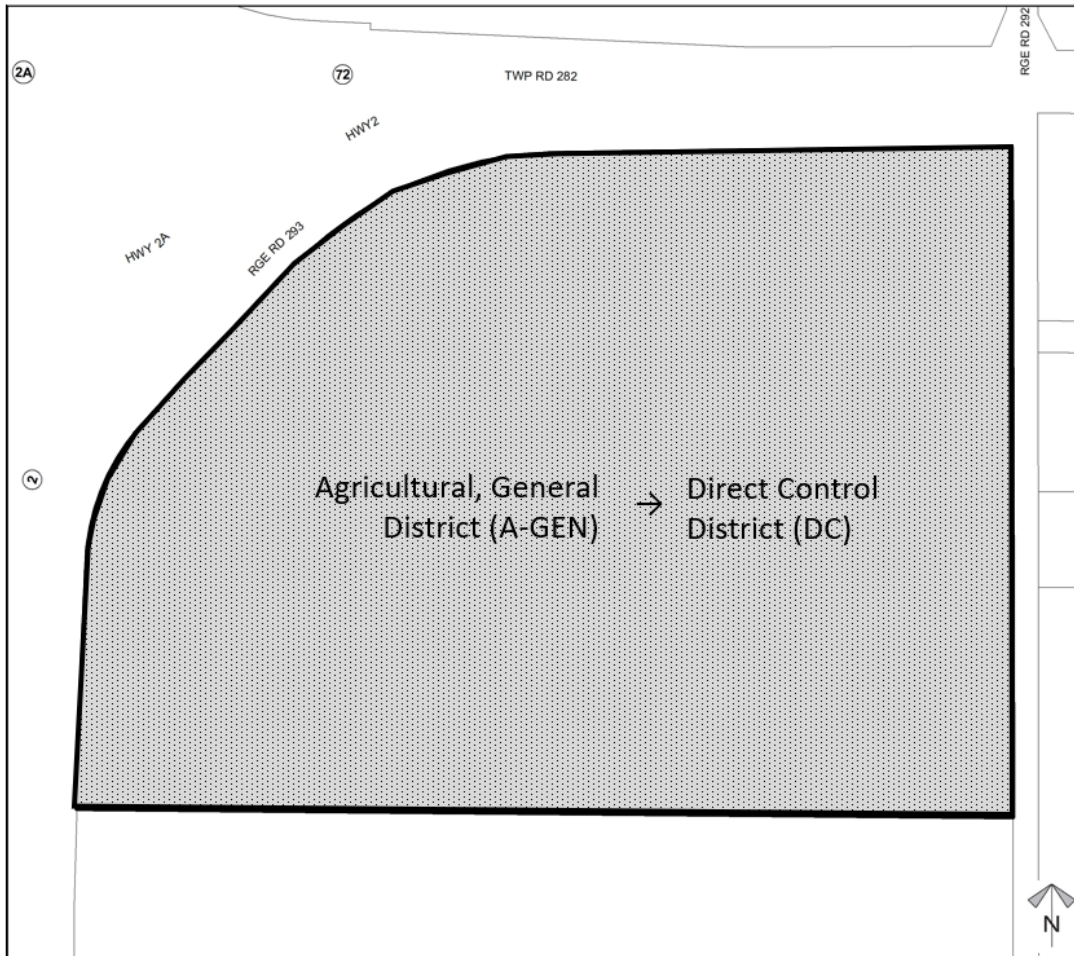 RGE RD 292
2A
72
TWP RD 282
HWY2
HWY 2A
RGE RD 293
2
Agricultural, General
District (A-GEN)
→
Direct Control
District (DC)
N